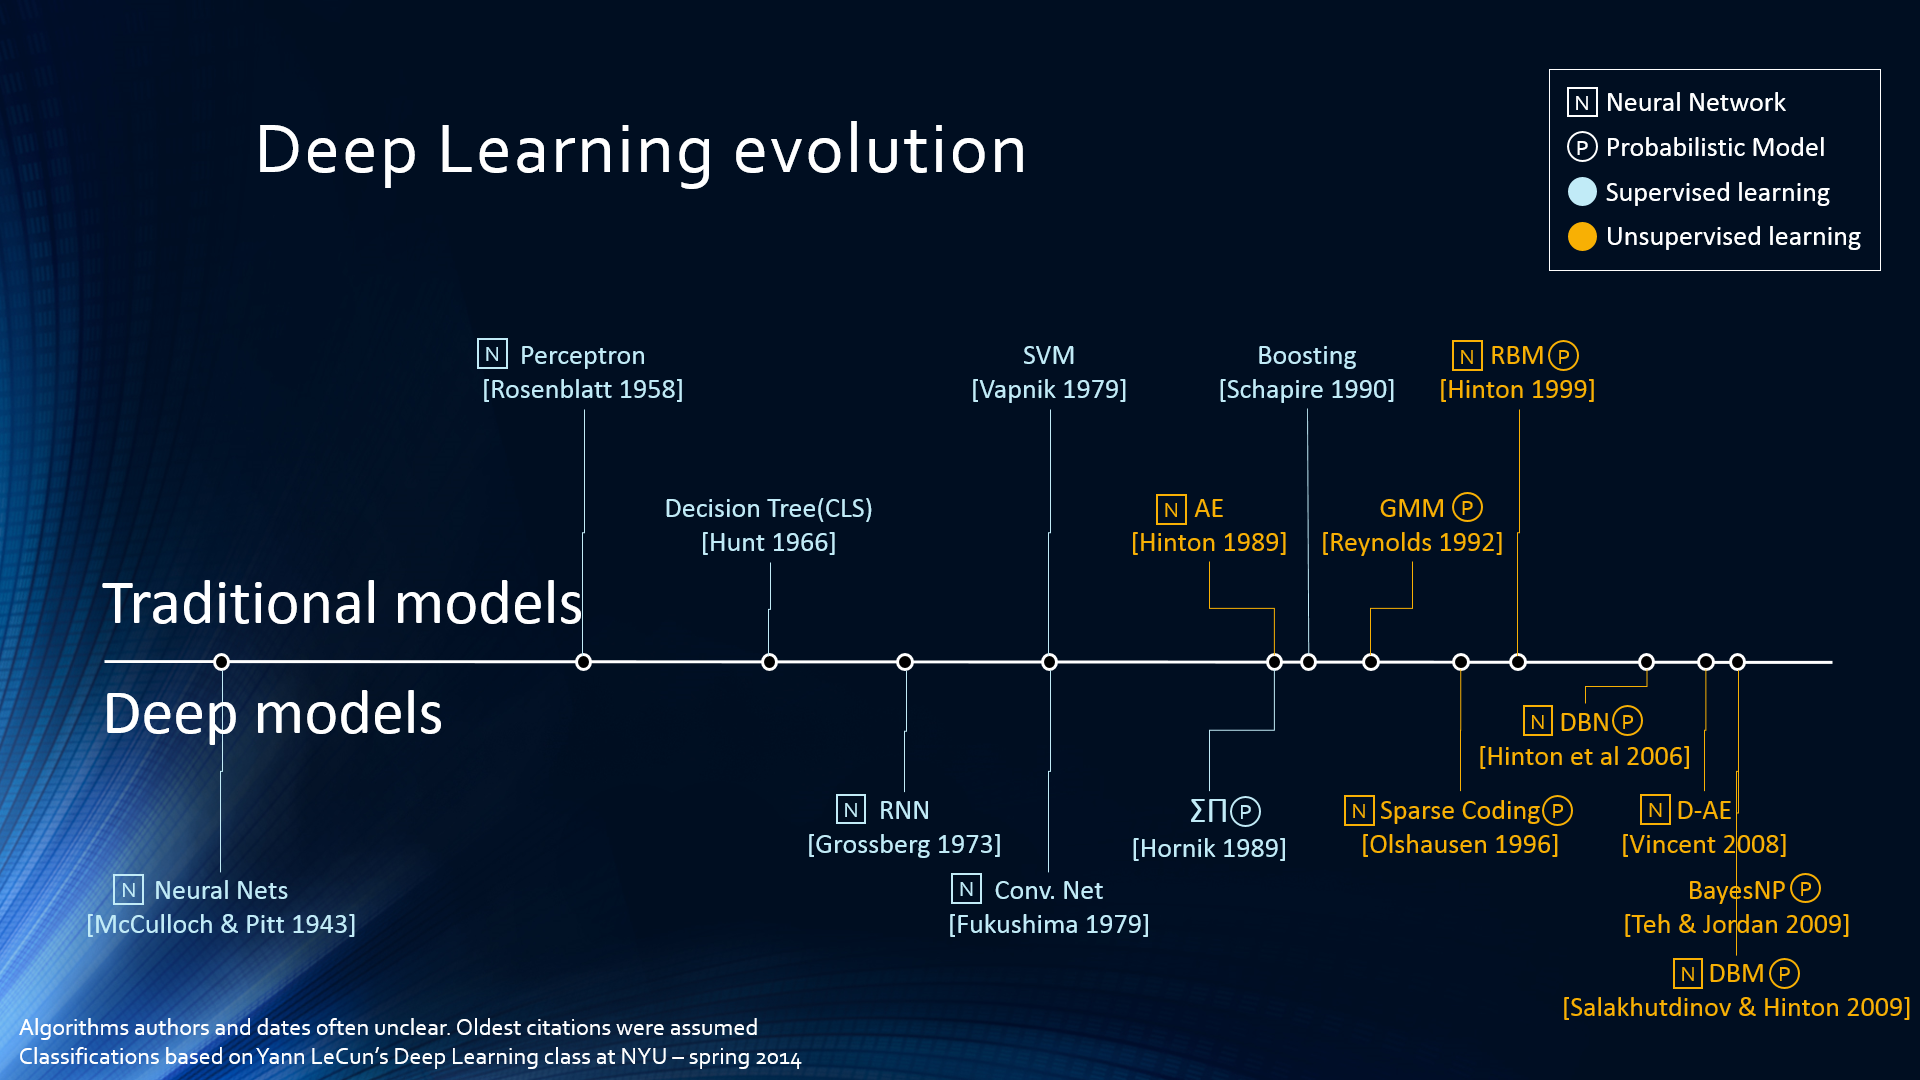 Deep Learning evolution
N Neural Network
P Probabilistic Model
Supervised learning
Unsupervised learning
N Perceptron
[Rosenblatt 1958]
SVM
[Vapnik 1979]
Boosting
[Schapire 1990]
N RBM P
[Hinton 1999]
Decision Tree(CLS)
[Hunt 1966]
N AE
[Hinton 1989]
GMM P
[Reynolds 1992]
Traditional models
Deep models
N DBN P
[Hinton et al 2006]
N RNN
[Grossberg 1973]
ΣΠ P
[Hornik 1989]
N Sparse Coding P
[Olshausen 1996]
N D-AE
[Vincent 2008]
N Neural Nets
[McCulloch & Pitt 1943]
N Conv. Net
[Fukushima 1979]
BayesNP P
[Teh & Jordan 2009]
N DBM P
[Salakhutdinov & Hinton 2009]
Algorithms authors and dates often unclear. Oldest citations were assumed
Classifications based on Yann LeCun's Deep Learning class at NYU – spring 2014